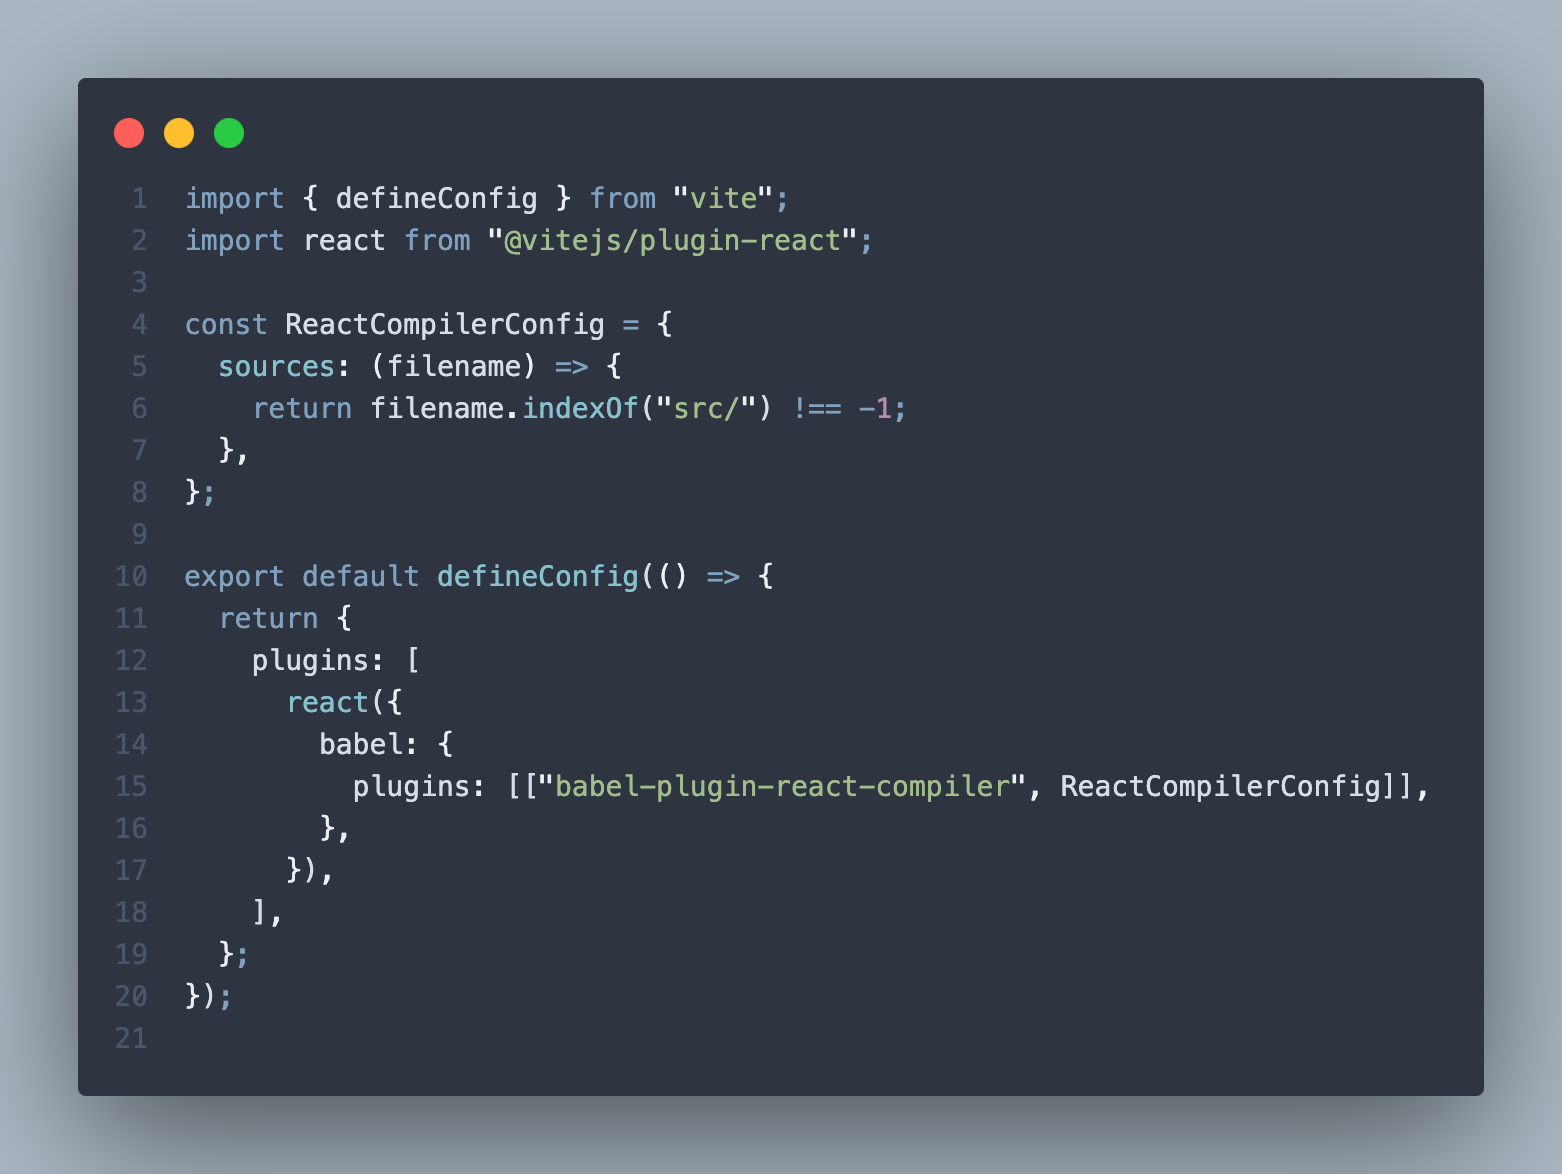 1 import { defineConfig } from "vite";
2 import react from "@vitejs/plugin-react";
3
4 const ReactCompilerConfig = {
5   sources: (filename) => {
6     return filename.indexOf("src/") !== -1;
7   },
8 };
9
10 export default defineConfig(() => {
11   return {
12     plugins: [
13       react({
14         babel: {
15           plugins: [["babel-plugin-react-compiler", ReactCompilerConfig]],
16         },
17       }),
18     ],
19   };
20 });
21